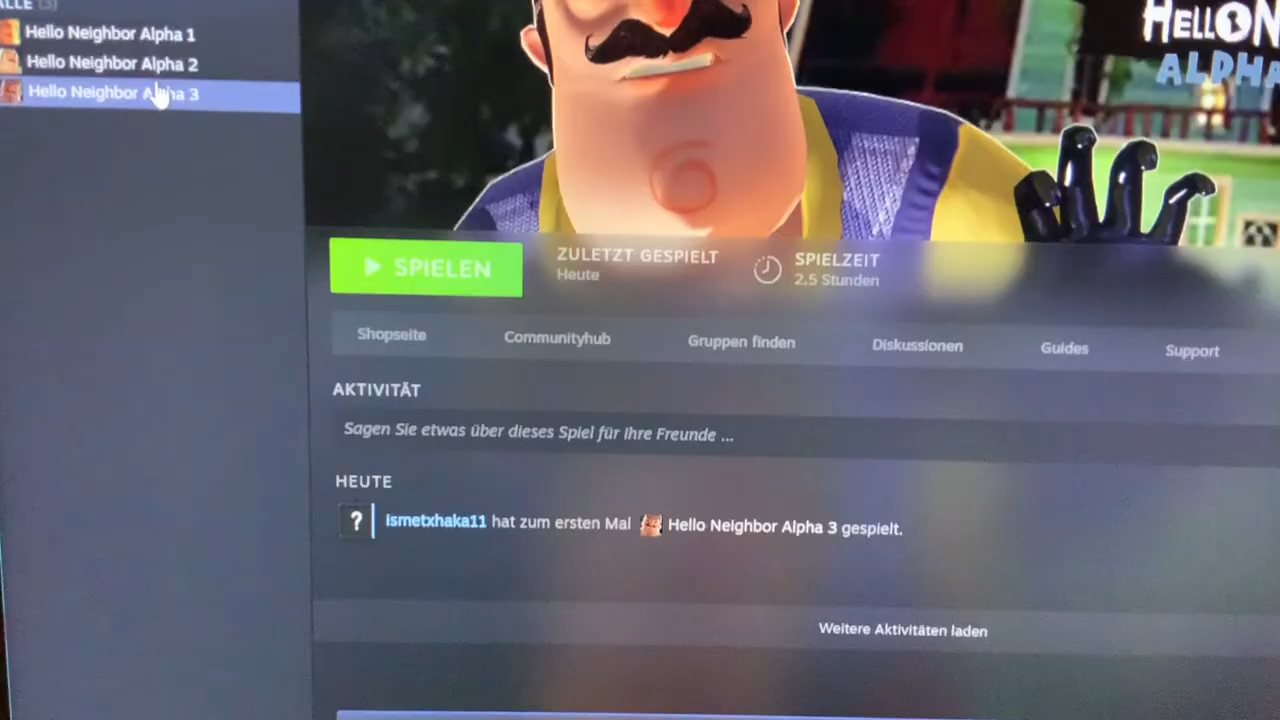 ALLE (3)
Hello Neighbor Alpha 1
Hello Neighbor Alpha 2
Hello Neighbor Alpha 3
HELLO N
ALPHA
SPIELEN
ZULETZT GESPIELT
Heute
SPIELZEIT
2,5 Stunden
Shopseite
Communityhub
Gruppen finden
Diskussionen
Guides
Support
AKTIVITÄT
Sagen Sie etwas über dieses Spiel für Ihre Freunde ...
HEUTE
? ismetxhaka11 hat zum ersten Mal Hello Neighbor Alpha 3 gespielt.
Weitere Aktivitäten laden